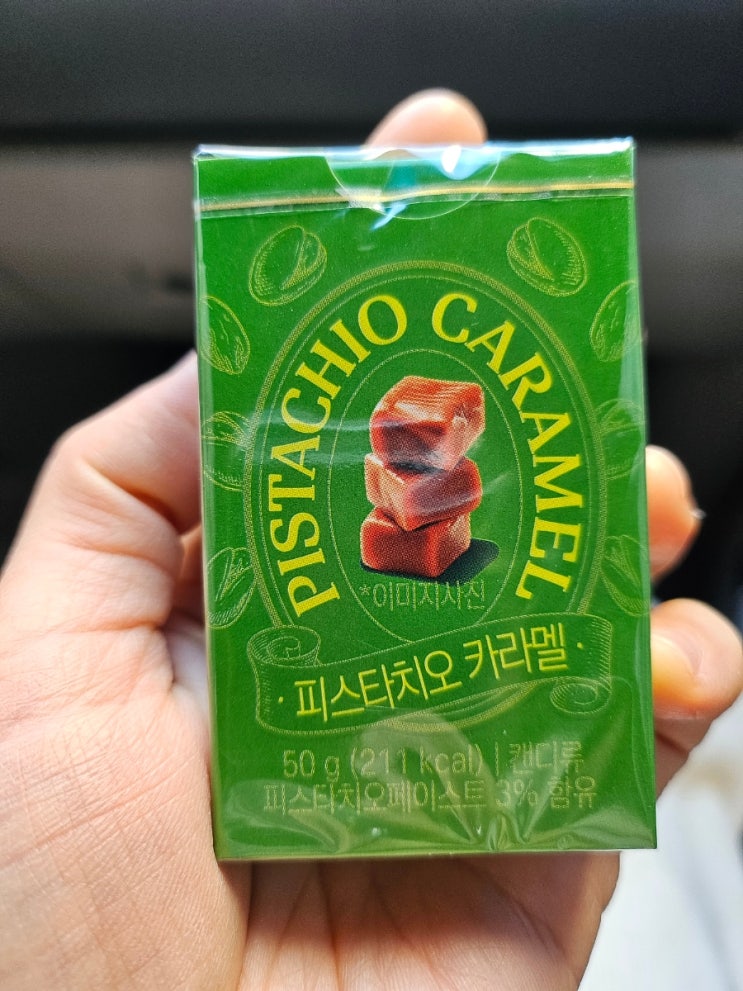 PISTACHIO CARAMEL
*이미지사진
·피스타치오 카라멜·
50 g (211 kcal) | 캔디류
피스타치오페이스트 3% 함유